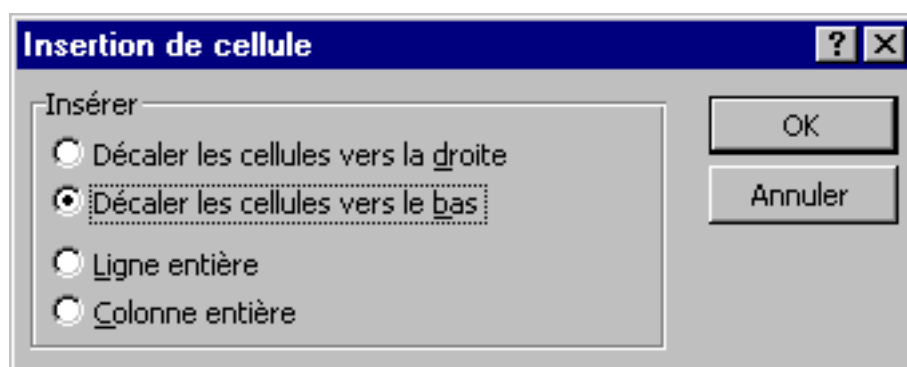 Insertion de cellule
Insérer
Décaler les cellules vers la droite
Décaler les cellules vers le bas
Ligne entière
Colonne entière
OK
Annuler